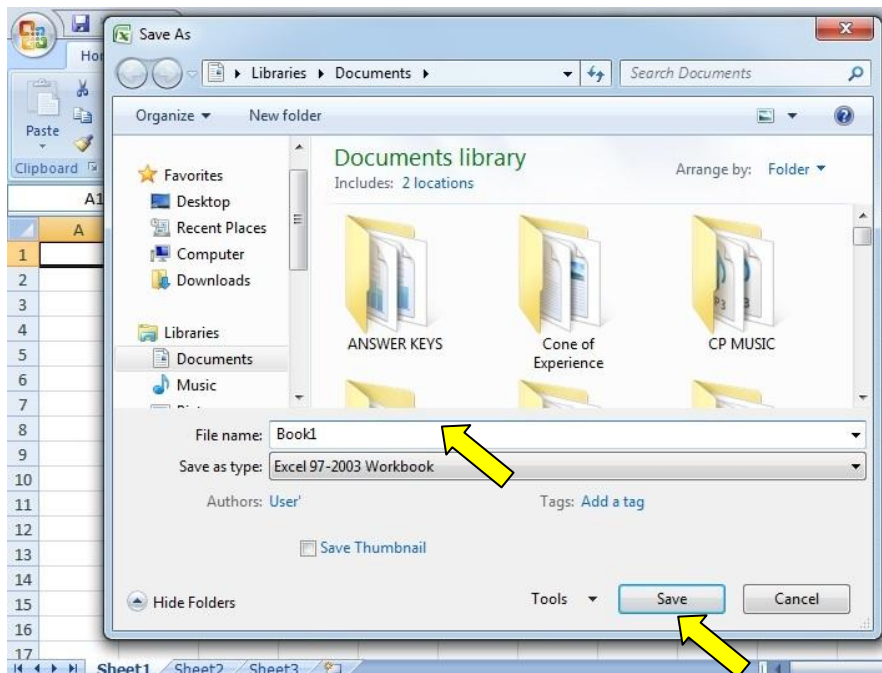 Save As
Libraries Documents
Search Documents
Paste
Clipboard
A1
A
1
2
3
4
5
6
7
8
9
10
11
12
13
14
15
16
17
Organize
New folder
Favorites
Desktop
Recent Places
Computer
Downloads
Libraries
Documents
Music
Documents library
Includes: 2 locations
Arrange by: Folder
ANSWER KEYS
Cone of
Experience
CP MUSIC
File name: Book1
Save as type: Excel 97-2003 Workbook
Authors: User'
Tags: Add a tag
Save Thumbnail
Hide Folders
Tools
Save
Cancel
Sheet1 Sheet2 Sheet3